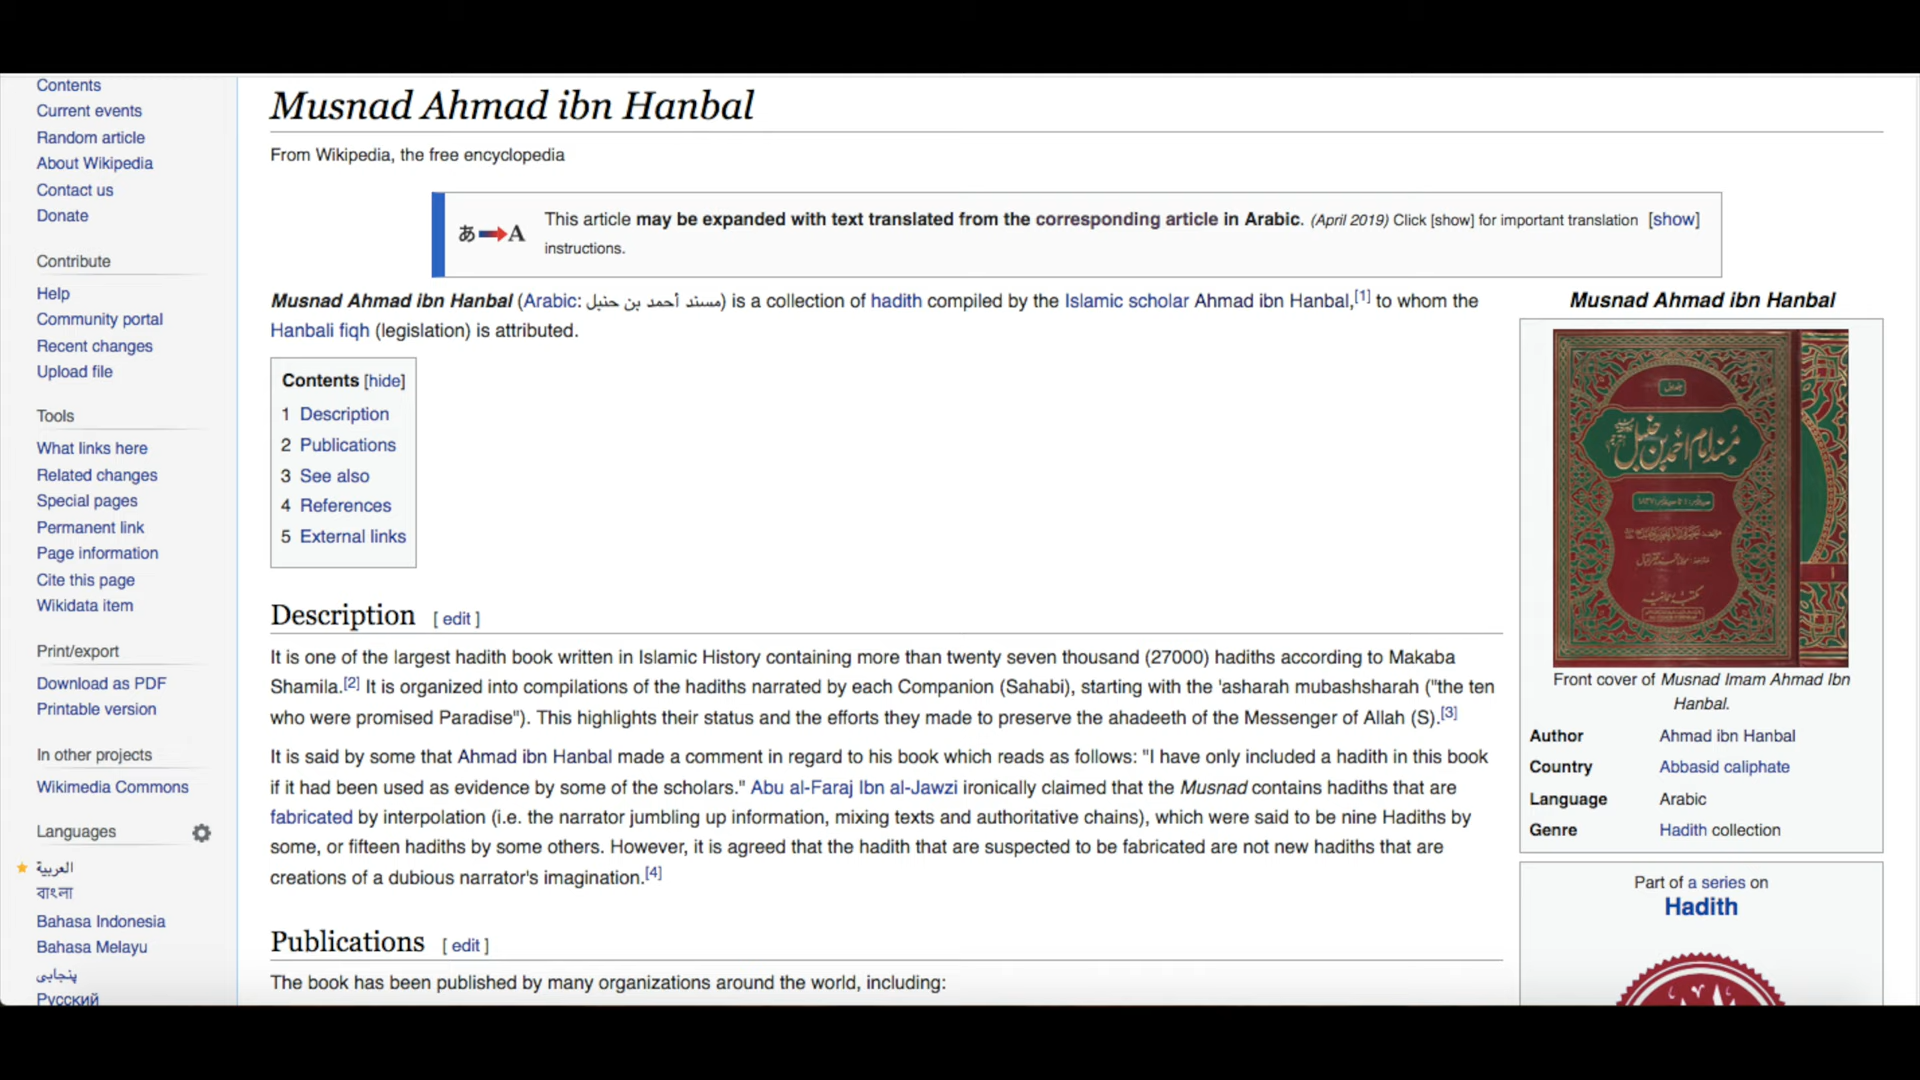 Contents
Current events
Random article
About Wikipedia
Contact us
Donate
Contribute
Help
Community portal
Recent changes
Upload file
Tools
What links here
Related changes
Special pages
Permanent link
Page information
Cite this page
Wikidata item
Print/export
Download as PDF
Printable version
In other projects
Wikimedia Commons
Languages
العربية
বাংলা
Bahasa Indonesia
Bahasa Melayu
پنجابی
Русский
Musnad Ahmad ibn Hanbal
From Wikipedia, the free encyclopedia
あ A
This article may be expanded with text translated from the corresponding article in Arabic. (April 2019) Click [show] for important translation [show]
instructions.
Musnad Ahmad ibn Hanbal (Arabic: مسند أحمد بن حنبل) is a collection of hadith compiled by the Islamic scholar Ahmad ibn Hanbal,[1] to whom the
Hanbali fiqh (legislation) is attributed.
Contents [hide]
1 Description
2 Publications
3 See also
4 References
5 External links
Description [ edit ]
It is one of the largest hadith book written in Islamic History containing more than twenty seven thousand (27000) hadiths according to Makaba
Shamila.[2] It is organized into compilations of the hadiths narrated by each Companion (Sahabi), starting with the 'asharah mubashsharah ("the ten
who were promised Paradise"). This highlights their status and the efforts they made to preserve the ahadeeth of the Messenger of Allah (S).[3]
It is said by some that Ahmad ibn Hanbal made a comment in regard to his book which reads as follows: "I have only included a hadith in this book
if it had been used as evidence by some of the scholars." Abu al-Faraj Ibn al-Jawzi ironically claimed that the Musnad contains hadiths that are
fabricated by interpolation (i.e. the narrator jumbling up information, mixing texts and authoritative chains), which were said to be nine Hadiths by
some, or fifteen hadiths by some others. However, it is agreed that the hadith that are suspected to be fabricated are not new hadiths that are
creations of a dubious narrator's imagination.[4]
Publications [ edit ]
The book has been published by many organizations around the world, including:
Musnad Ahmad ibn Hanbal
مسند امام احمد بن حنبل
Front cover of Musnad Imam Ahmad Ibn
Hanbal.
Author Ahmad ibn Hanbal
Country Abbasid caliphate
Language Arabic
Genre Hadith collection
Part of a series on
Hadith